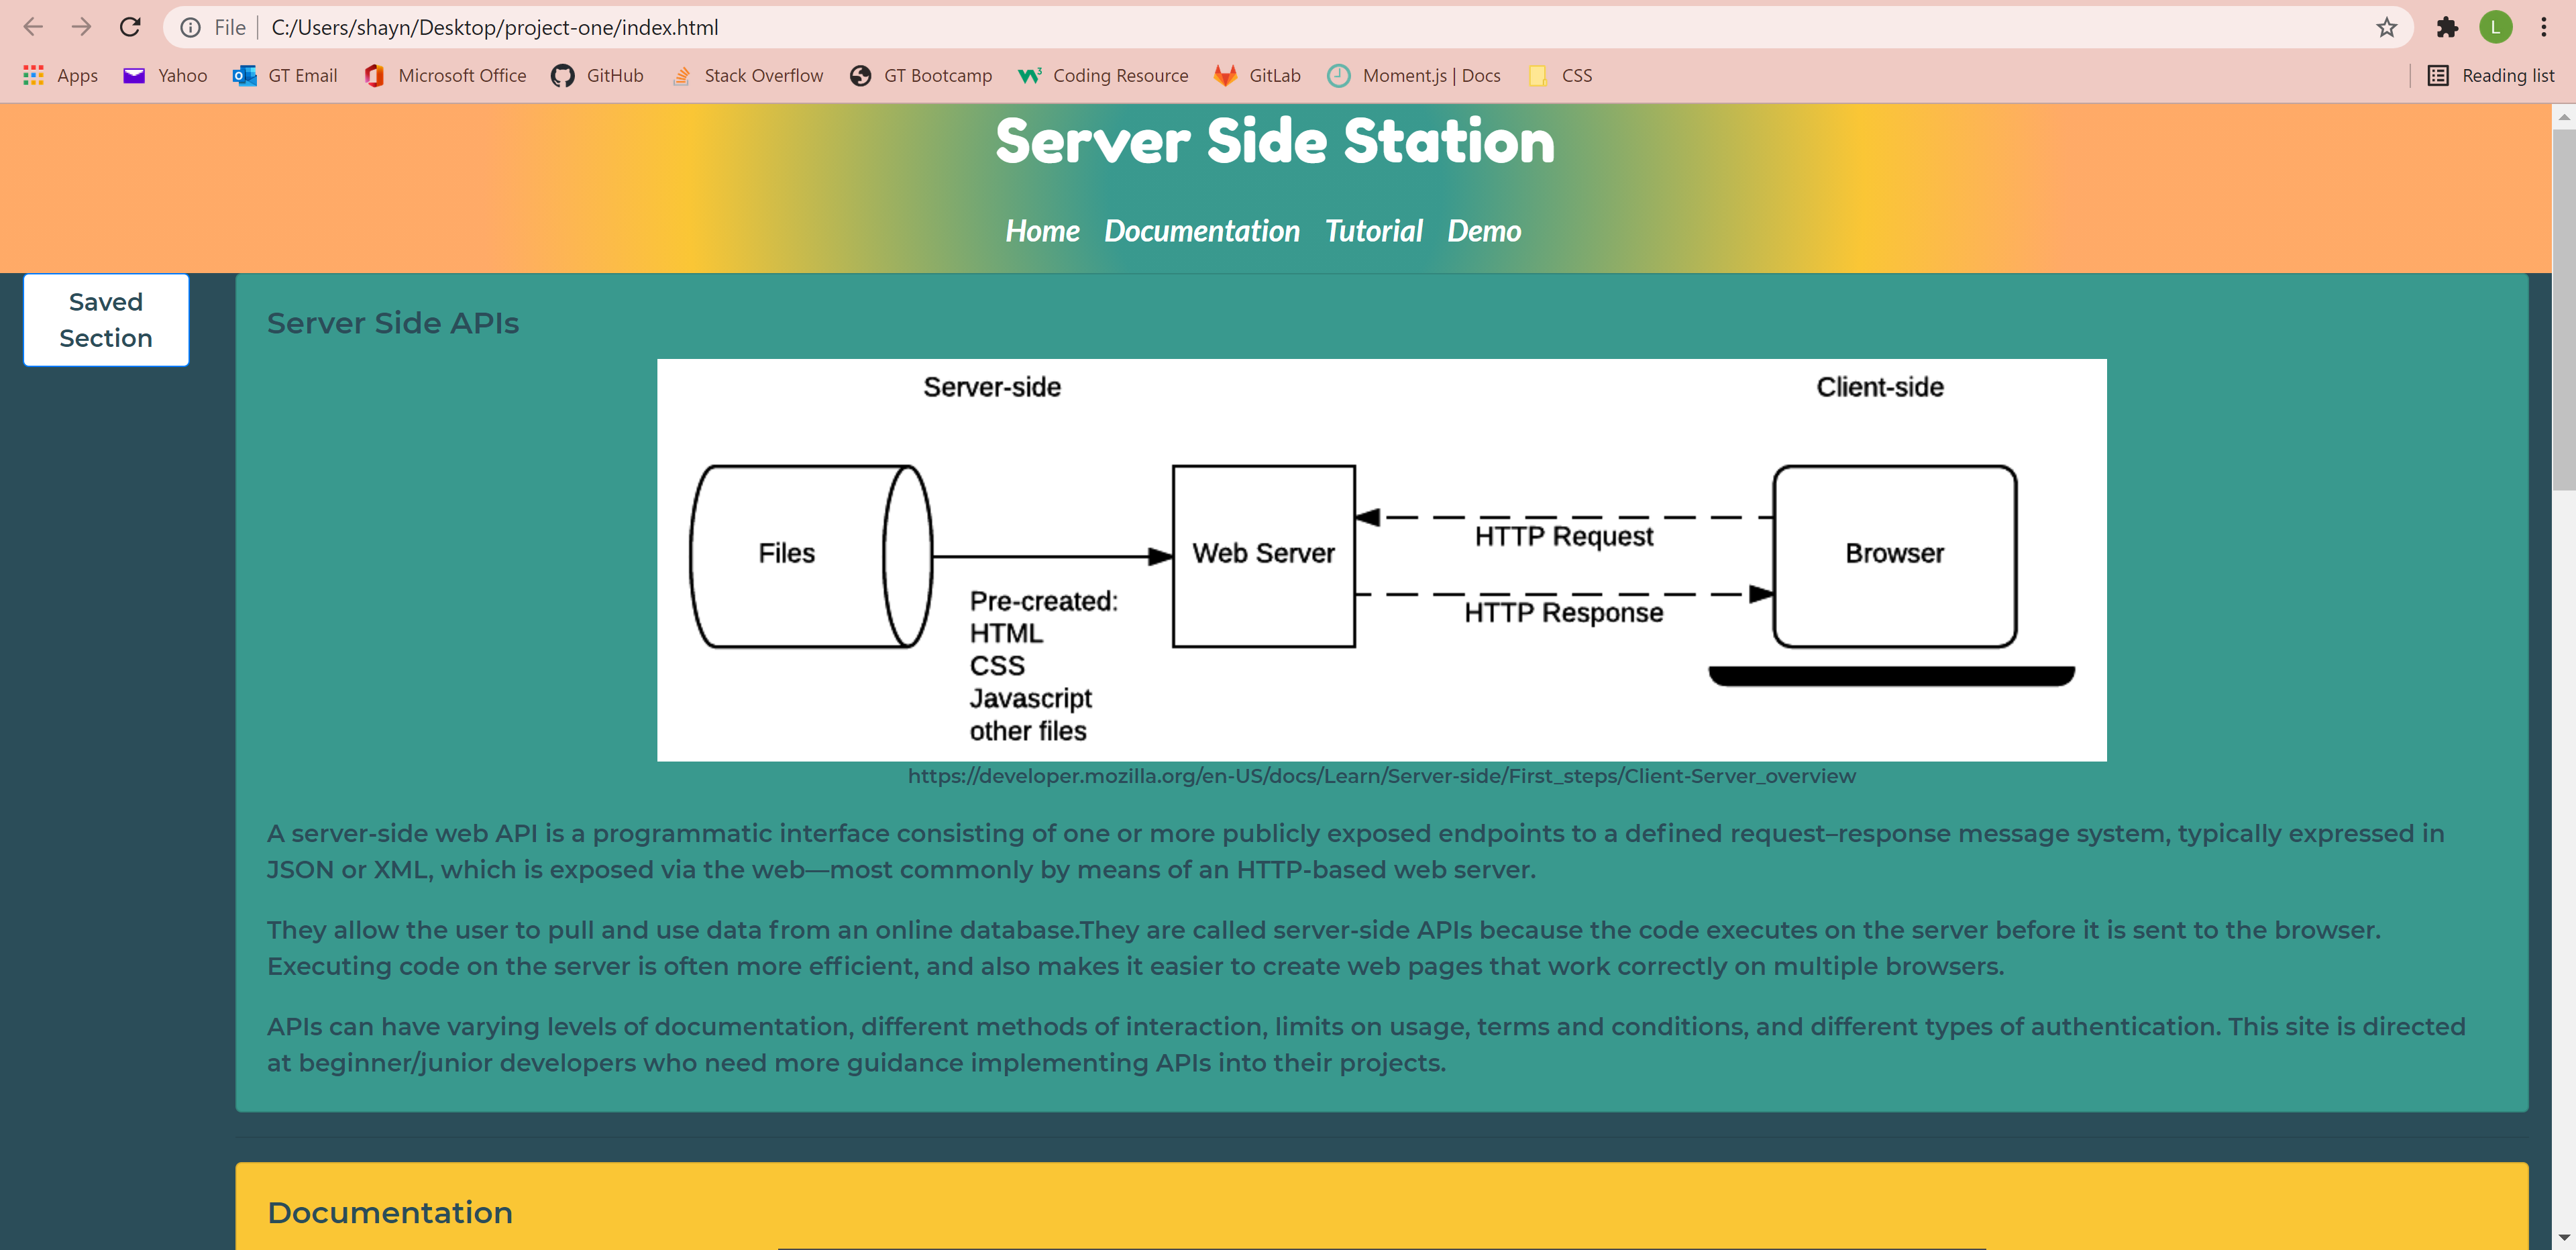 File C:/Users/shayn/Desktop/project-one/index.html L
Apps Yahoo GT Email Microsoft Office GitHub Stack Overflow GT Bootcamp Coding Resource GitLab Moment.js | Docs CSS Reading list
Server Side Station
Home Documentation Tutorial Demo
Saved
Section
Server Side APIs
Server-side Client-side
Files Web Server Browser
HTTP Request
HTTP Response
Pre-created:
HTML
CSS
Javascript
other files
https://developer.mozilla.org/en-US/docs/Learn/Server-side/First_steps/Client-Server_overview
A server-side web API is a programmatic interface consisting of one or more publicly exposed endpoints to a defined request–response message system, typically expressed in
JSON or XML, which is exposed via the web—most commonly by means of an HTTP-based web server.
They allow the user to pull and use data from an online database.They are called server-side APIs because the code executes on the server before it is sent to the browser.
Executing code on the server is often more efficient, and also makes it easier to create web pages that work correctly on multiple browsers.
APIs can have varying levels of documentation, different methods of interaction, limits on usage, terms and conditions, and different types of authentication. This site is directed
at beginner/junior developers who need more guidance implementing APIs into their projects.
Documentation